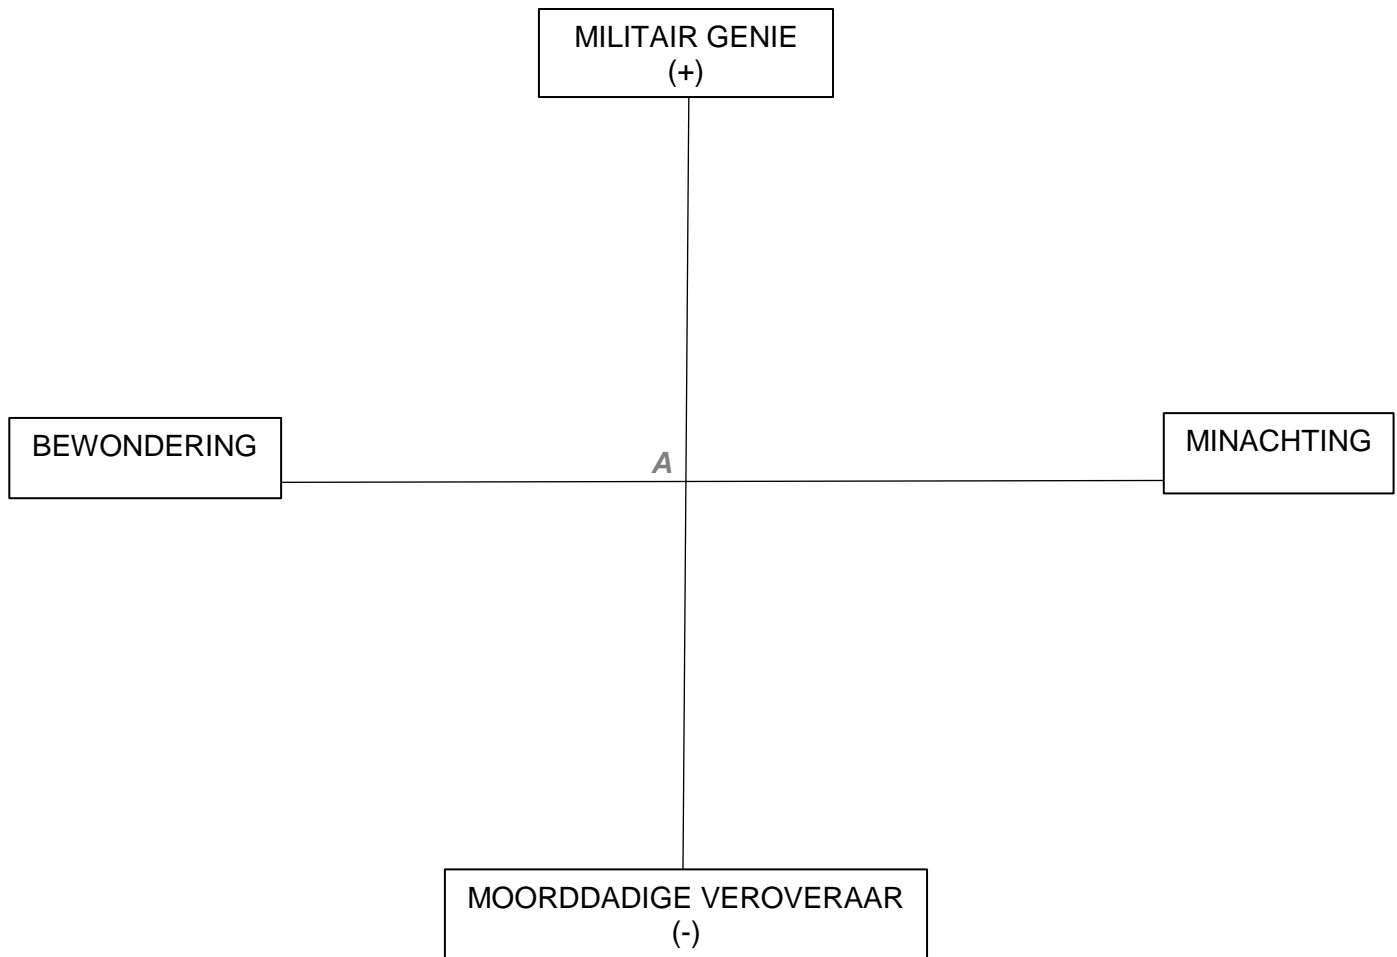 MILITAIR GENIE
(+)
BEWONDERING
A
MINACHTING
MOORDDADIGE VEROVERAAR
(-)